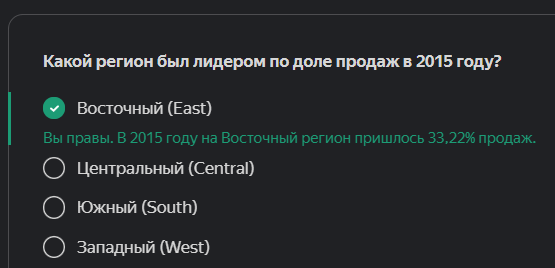 Какой регион был лидером по доле продаж в 2015 году?
Восточный (East)
Вы правы. В 2015 году на Восточный регион пришлось 33,22% продаж.
Центральный (Central)
Южный (South)
Западный (West)